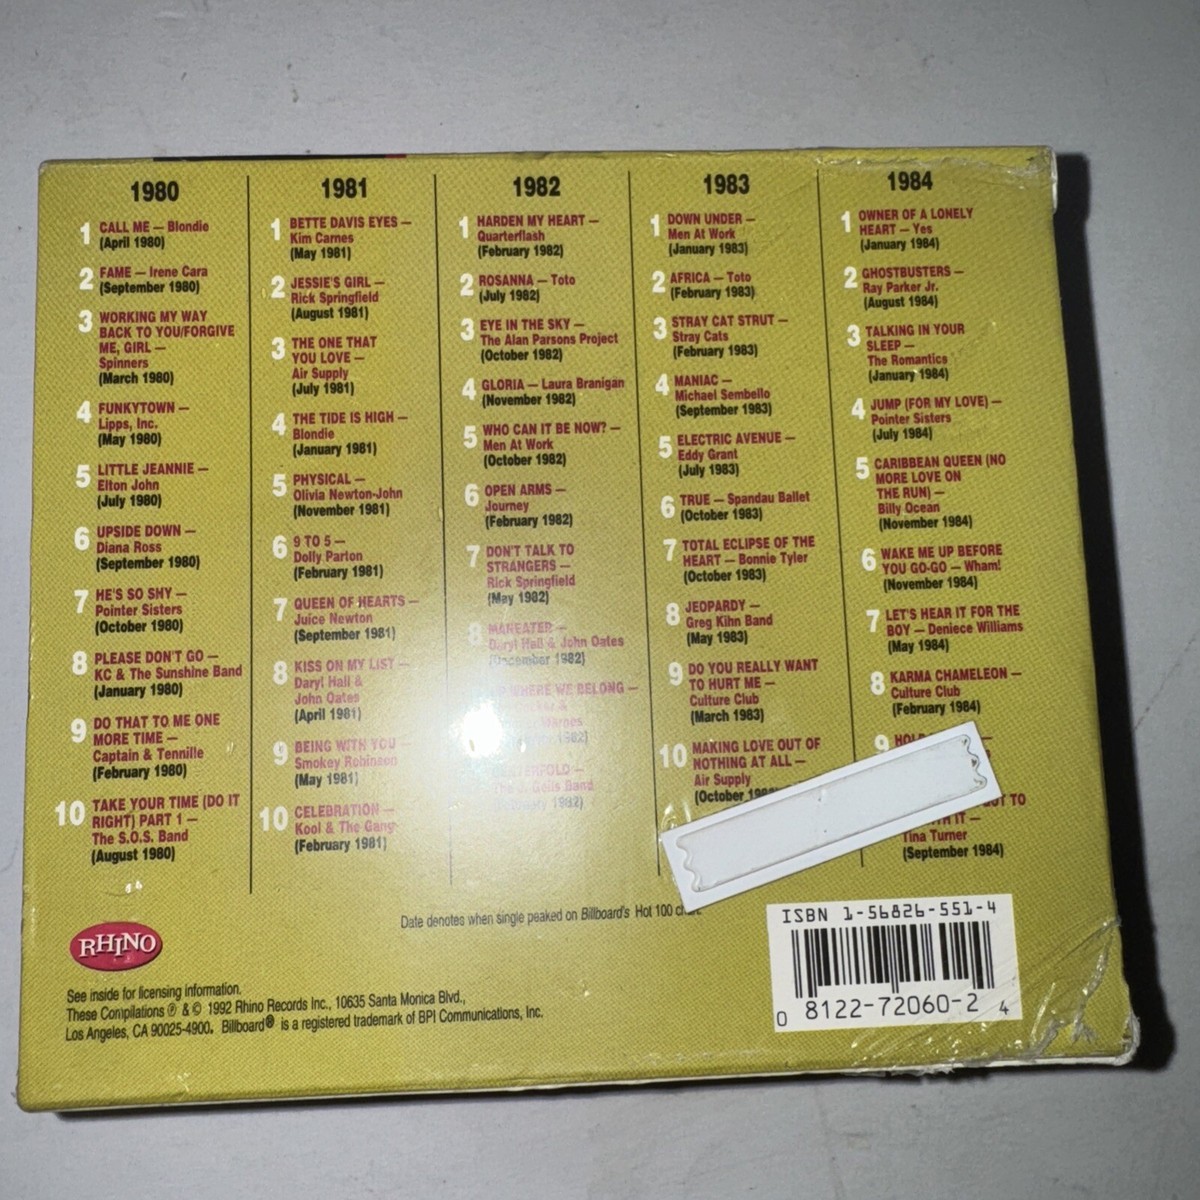 1980
1 CALL ME — Blondie
(April 1980)
2 FAME — Irene Cara
(September 1980)
3 WORKING MY WAY
BACK TO YOU/FORGIVE
ME, GIRL —
Spinners
(March 1980)
4 FUNKYTOWN —
Lipps, Inc.
(May 1980)
5 LITTLE JEANNIE —
Elton John
(July 1980)
6 UPSIDE DOWN —
Diana Ross
(September 1980)
7 HE'S SO SHY —
Pointer Sisters
(October 1980)
8 PLEASE DON'T GO —
KC & The Sunshine Band
(January 1980)
9 DO THAT TO ME ONE
MORE TIME —
Captain & Tennille
(February 1980)
10 TAKE YOUR TIME (DO IT
RIGHT) PART 1 —
The S.O.S. Band
(August 1980)
1981
1 BETTE DAVIS EYES —
Kim Carnes
(May 1981)
2 JESSIE'S GIRL —
Rick Springfield
(August 1981)
3 THE ONE THAT
YOU LOVE —
Air Supply
(July 1981)
4 THE TIDE IS HIGH —
Blondie
(January 1981)
5 PHYSICAL —
Olivia Newton-John
(November 1981)
6 9 TO 5 —
Dolly Parton
(February 1981)
7 QUEEN OF HEARTS —
Juice Newton
(September 1981)
8 KISS ON MY LIST —
Daryl Hall &
John Oates
(April 1981)
9 BEING WITH YOU —
Smokey Robinson
(May 1981)
10 CELEBRATION —
Kool & The Gang
(February 1981)
1982
1 HARDEN MY HEART —
Quarterflash
(February 1982)
2 ROSANNA — Toto
(July 1982)
3 EYE IN THE SKY —
The Alan Parsons Project
(October 1982)
4 GLORIA — Laura Branigan
(November 1982)
5 WHO CAN IT BE NOW? —
Men At Work
(October 1982)
6 OPEN ARMS —
Journey
(February 1982)
7 DON'T TALK TO
STRANGERS —
Rick Springfield
(May 1982)
8 MANEATER —
Daryl Hall & John Oates
(December 1982)
WHERE WE BELONG —
&
Warnes
1982)
The J. Geils Band
(February 1982)
1983
1 DOWN UNDER —
Men At Work
(January 1983)
2 AFRICA — Toto
(February 1983)
3 STRAY CAT STRUT —
Stray Cats
(February 1983)
4 MANIAC —
Michael Sembello
(September 1983)
5 ELECTRIC AVENUE —
Eddy Grant
(July 1983)
6 TRUE — Spandau Ballet
(October 1983)
7 TOTAL ECLIPSE OF THE
HEART — Bonnie Tyler
(October 1983)
8 JEOPARDY —
Greg Kihn Band
(May 1983)
9 DO YOU REALLY WANT
TO HURT ME —
Culture Club
(March 1983)
10 MAKING LOVE OUT OF
NOTHING AT ALL —
Air Supply
(October
1984
1 OWNER OF A LONELY
HEART — Yes
(January 1984)
2 GHOSTBUSTERS —
Ray Parker Jr.
(August 1984)
3 TALKING IN YOUR
SLEEP —
The Romantics
(January 1984)
4 JUMP (FOR MY LOVE) —
Pointer Sisters
(July 1984)
5 CARIBBEAN QUEEN (NO
MORE LOVE ON
THE RUN) —
Billy Ocean
(November 1984)
6 WAKE ME UP BEFORE
YOU GO-GO — Wham!
(November 1984)
7 LET'S HEAR IT FOR THE
BOY — Deniece Williams
(May 1984)
8 KARMA CHAMELEON —
Culture Club
(February 1984)
9
TO
IT —
Tina Turner
(September 1984)
Date denotes when single peaked on Billboard's Hot 100
RHINO
See inside for licensing information.
These Compilations ℗ & © 1992 Rhino Records Inc., 10635 Santa Monica Blvd.,
Los Angeles, CA 90025-4900. Billboard® is a registered trademark of BPI Communications, Inc.
ISBN 1-56826-551-4
0 8122-72060-2 4